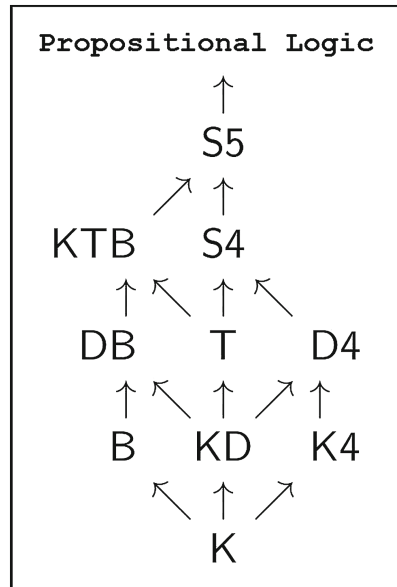 Propositional Logic
S5
KTB S4
DB T D4
B KD K4
K